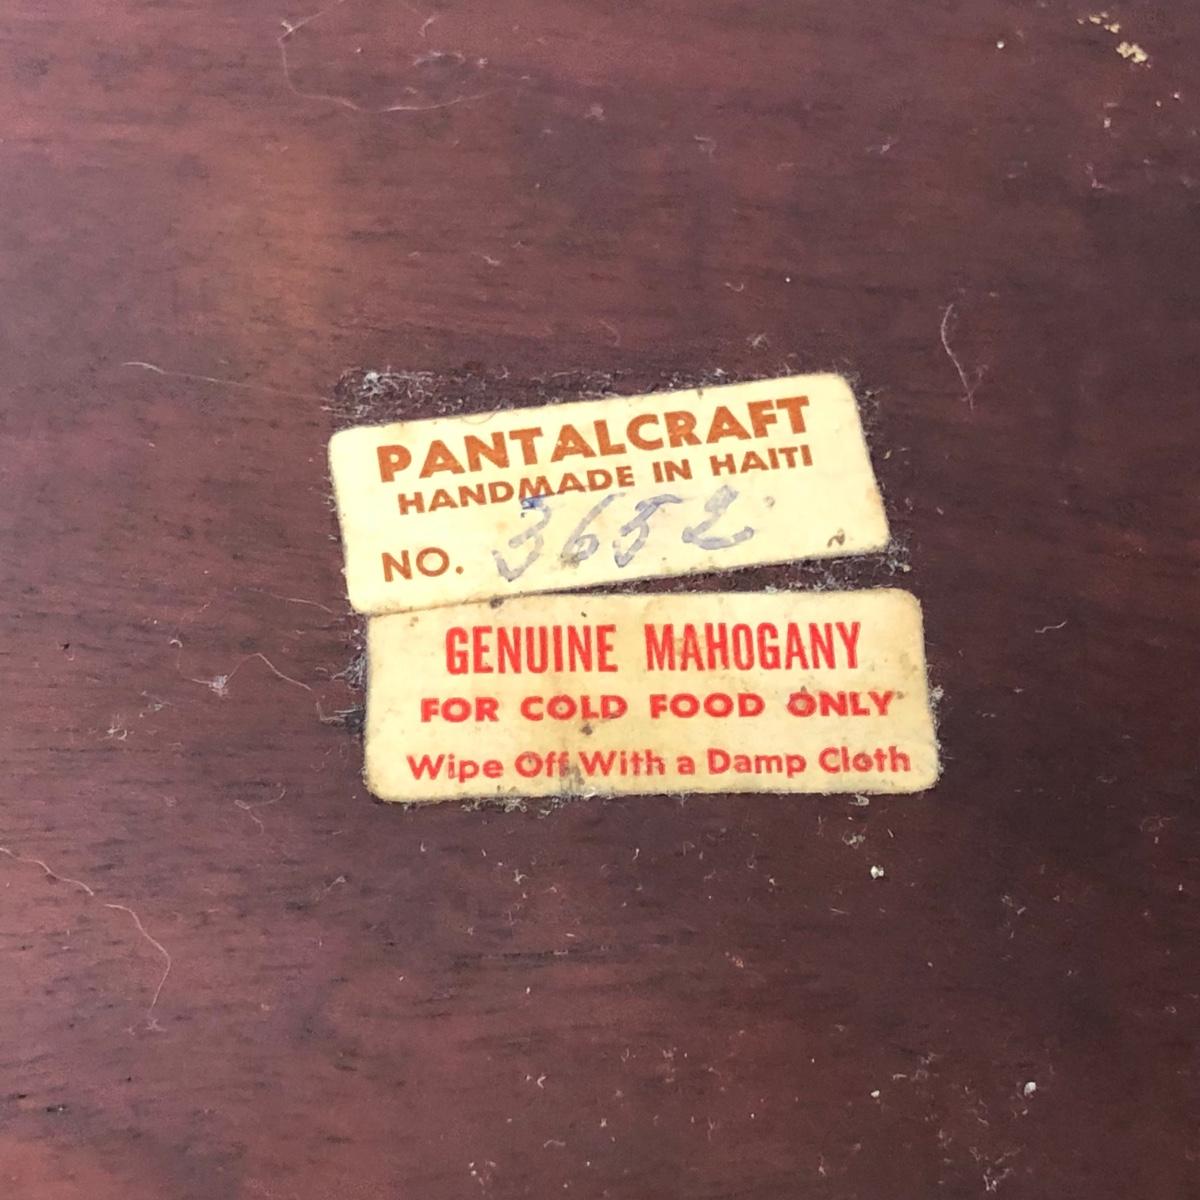 PANTALCRAFT
HANDMADE IN HAITI
NO. 3652
GENUINE MAHOGANY
FOR COLD FOOD ONLY
Wipe Off With a Damp Cloth